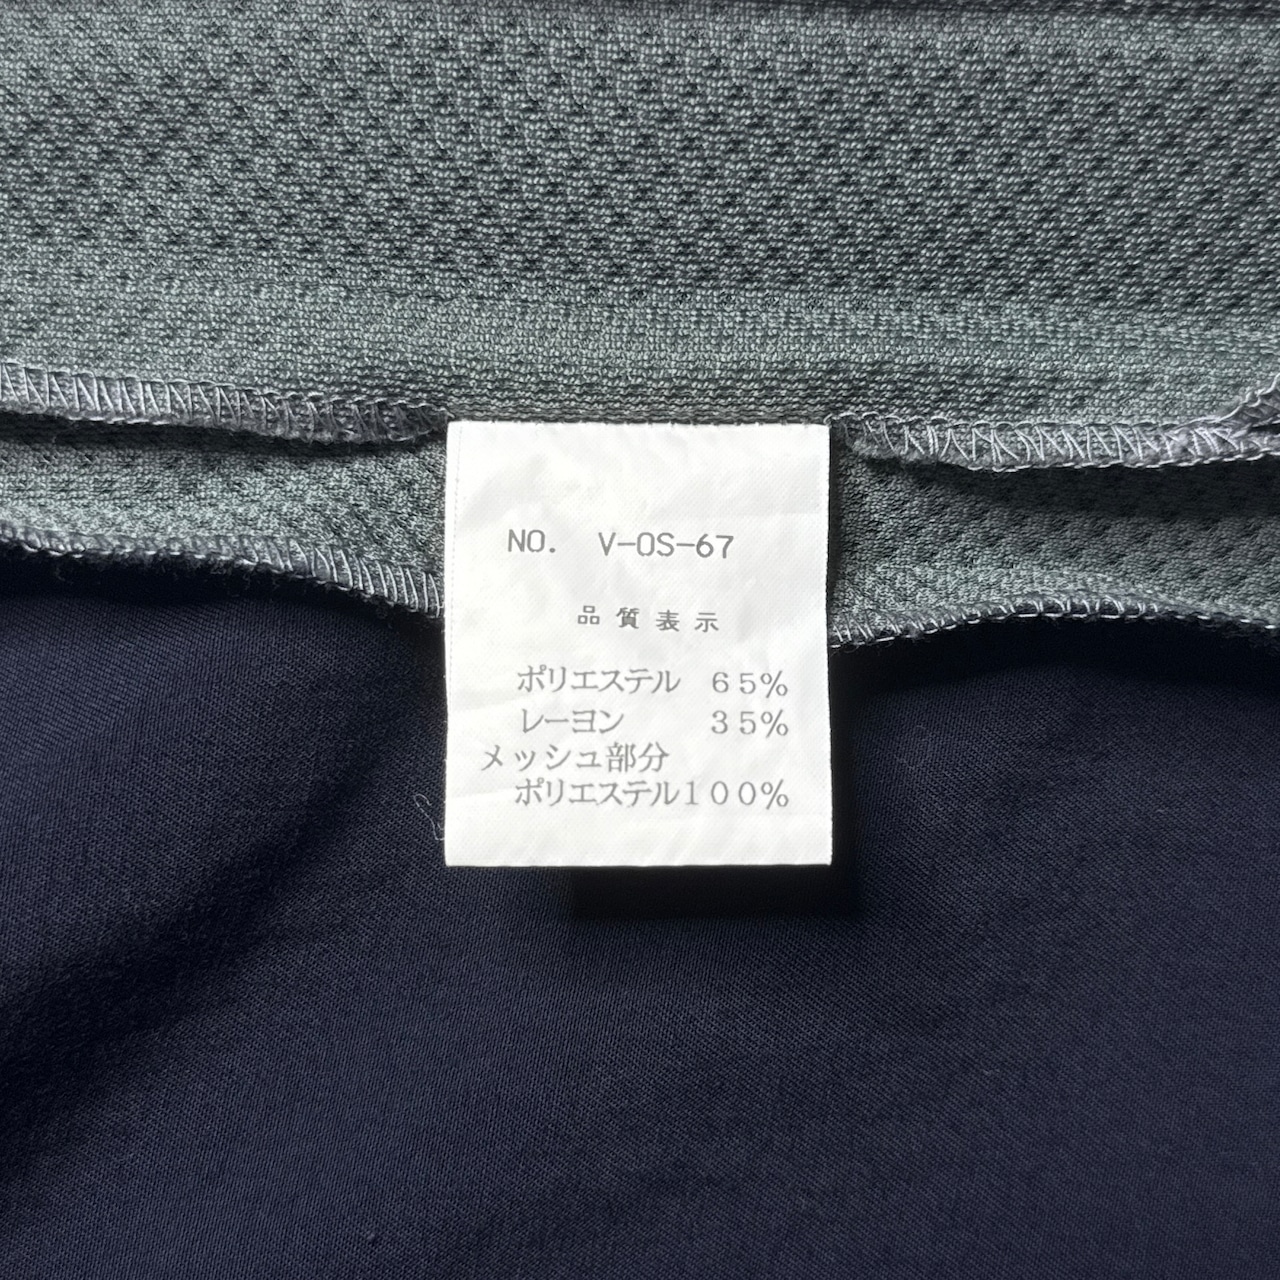 NO. V-OS-67
品質表示
ポリエステル 65%
レーヨン 35%
メッシュ部分
ポリエステル100%